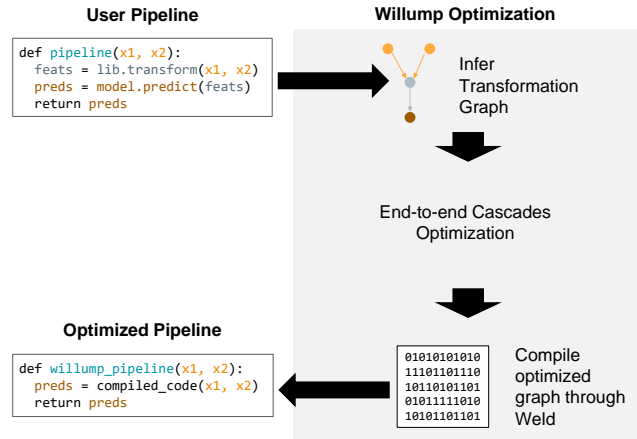 User Pipeline
Willump Optimization
def pipeline(x1, x2):
feats = lib.transform(x1, x2)
preds = model.predict(feats)
return preds
Infer
Transformation
Graph
End-to-end Cascades
Optimization
Optimized Pipeline
def willump_pipeline(x1, x2):
preds = compiled_code(x1, x2)
return preds
01010101010
11101101110
10110101101
01011111010
10101101101
Compile
optimized
graph through
Weld